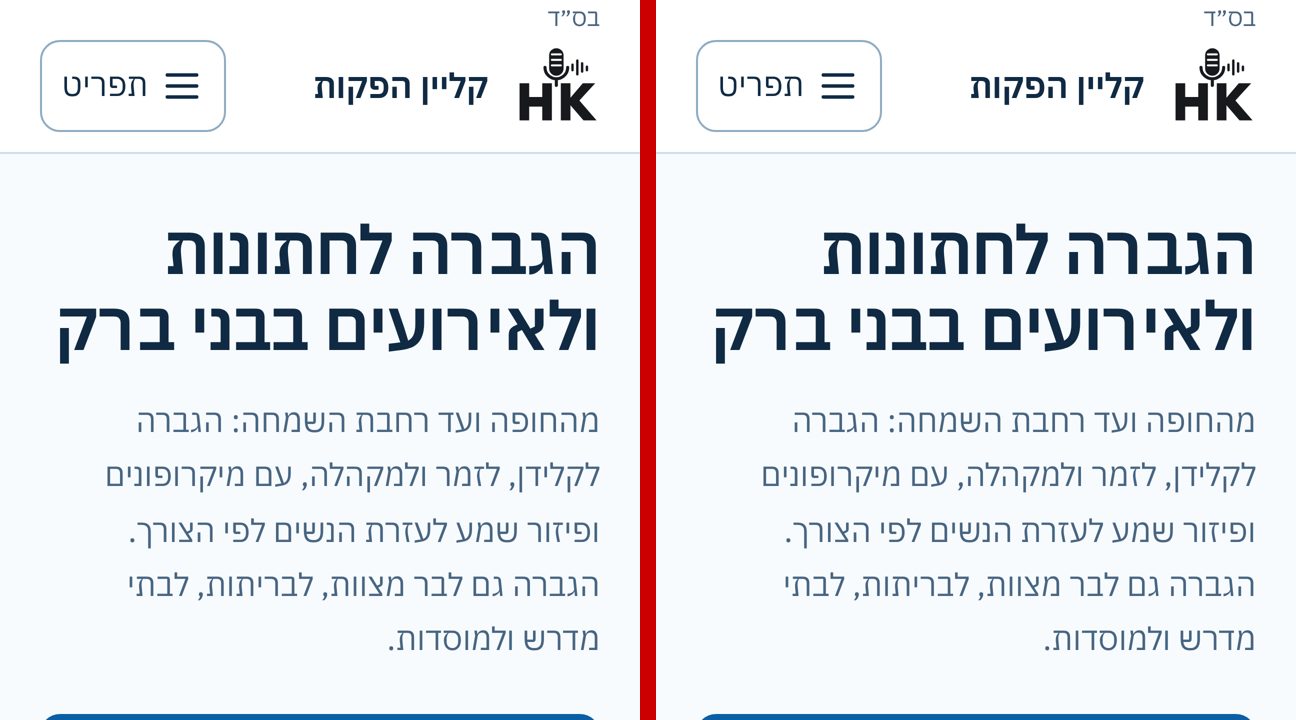 בס״ד
HK
קליין הפקות
תפריט
הגברה לחתונות
ולאירועים בבני ברק
מהחופה ועד רחבת השמחה: הגברה
לקלידן, לזמר ולמקהלה, עם מיקרופונים
ופיזור שמע לעזרת הנשים לפי הצורך.
הגברה גם לבר מצוות, לבריתות, לבתי
מדרש ולמוסדות.
בס״ד
HK
קליין הפקות
תפריט
הגברה לחתונות
ולאירועים בבני ברק
מהחופה ועד רחבת השמחה: הגברה
לקלידן, לזמר ולמקהלה, עם מיקרופונים
ופיזור שמע לעזרת הנשים לפי הצורך.
הגברה גם לבר מצוות, לבריתות, לבתי
מדרש ולמוסדות.